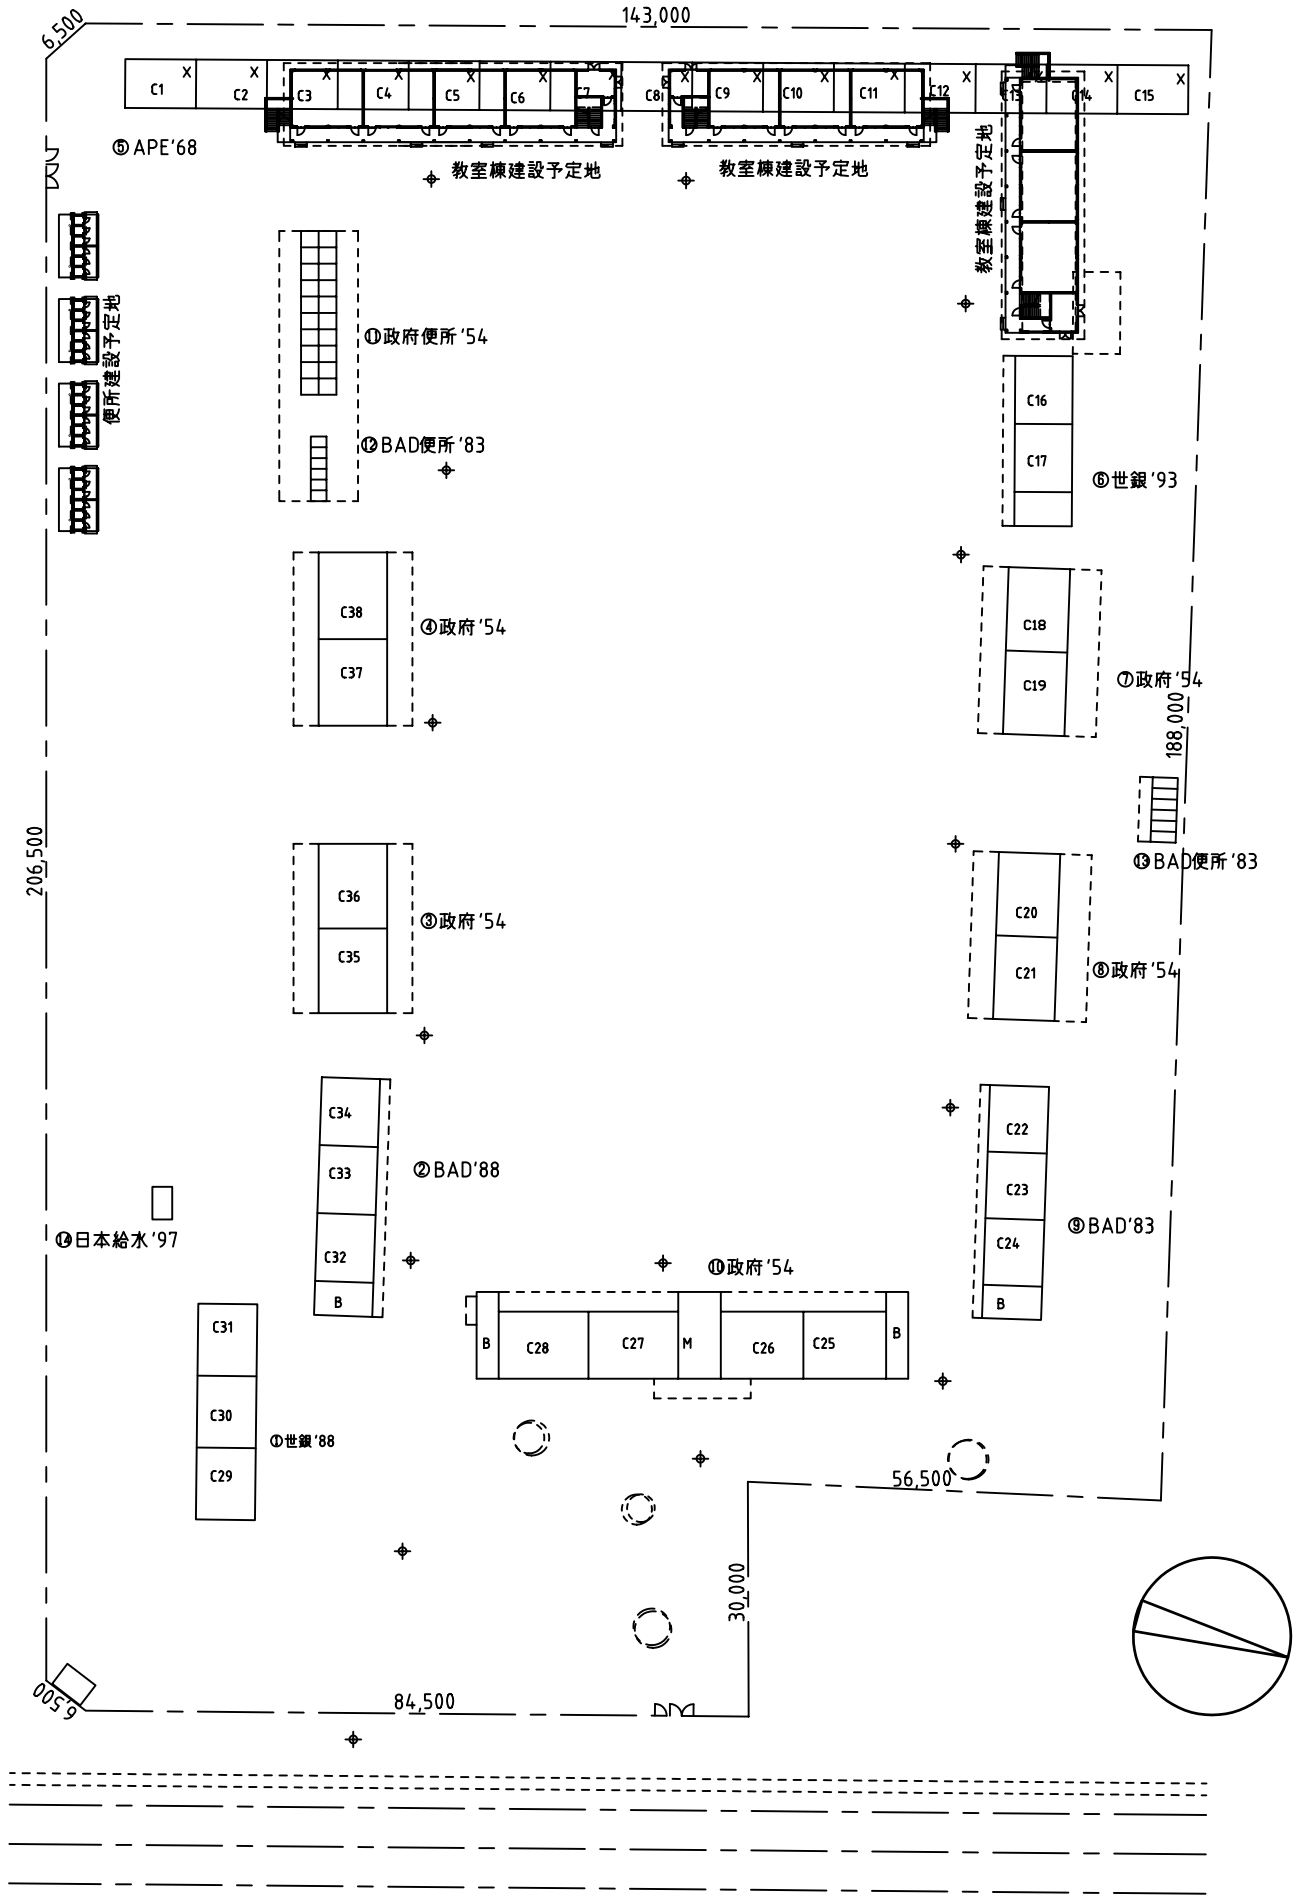 143,000
6,500
C1 X
C2 X
C3 X
C4 X
C5 X
C6 X
C7 X
C8 X
C9 X
C10 X
C11 X
C12 X
C13
C14 X
C15 X
⑤APE'68
教室棟建設予定地
教室棟建設予定地
教室棟建設予定地
便所建設予定地
⑪政府便所'54
⑫BAD便所'83
C16
C17
⑥世銀'93
C38
C37
④政府'54
C18
C19
⑦政府'54
188,000
206,500
⑬BAD便所'83
C36
C35
③政府'54
C20
C21
⑧政府'54
C34
C33
C32
B
②BAD'88
C22
C23
C24
B
⑨BAD'83
⑭日本給水'97
⑩政府'54
B
C28
C27
M
C26
C25
B
C31
C30
C29
①世銀'88
56,500
30,000
6,500
84,500